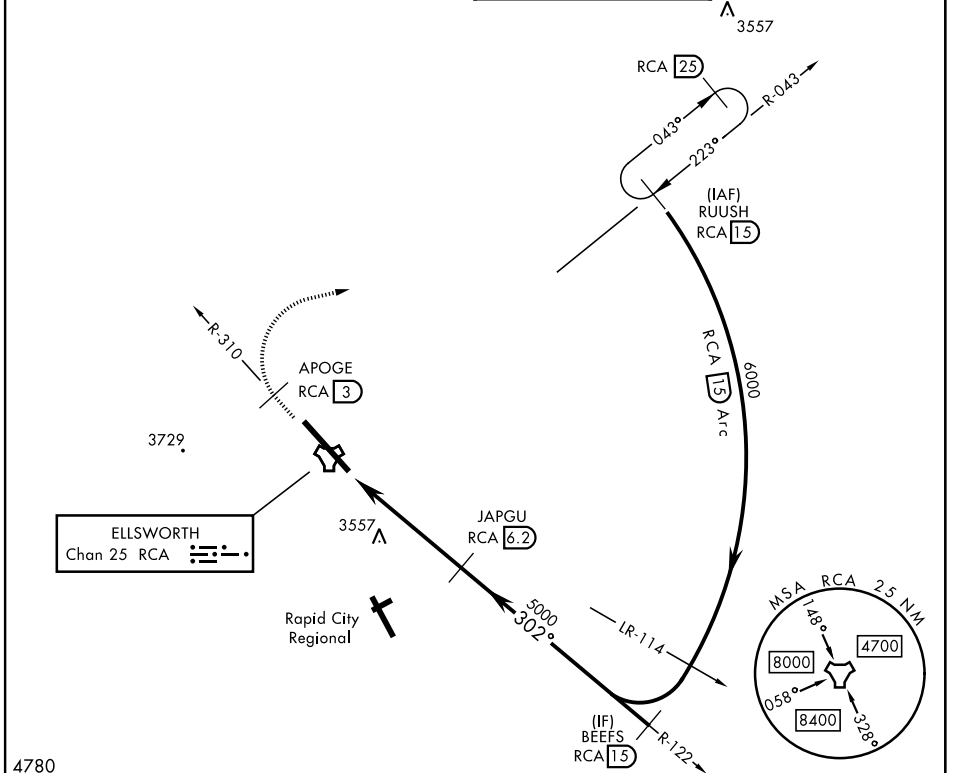 3557
RCA 25
R-043
043°
223°
(IAF)
RUUSH
RCA 15
R-310
APOGE
RCA 3
RCA 15 Arc
6000
3729
ELLSWORTH
Chan 25 RCA
3557
JAPGU
RCA 6.2
Rapid City
Regional
5000
302°
LR-114
(IF)
BEEFS
RCA 15
R-122
MSA RCA 25 NM
148°
4700
8000
058°
8400
328°
4780